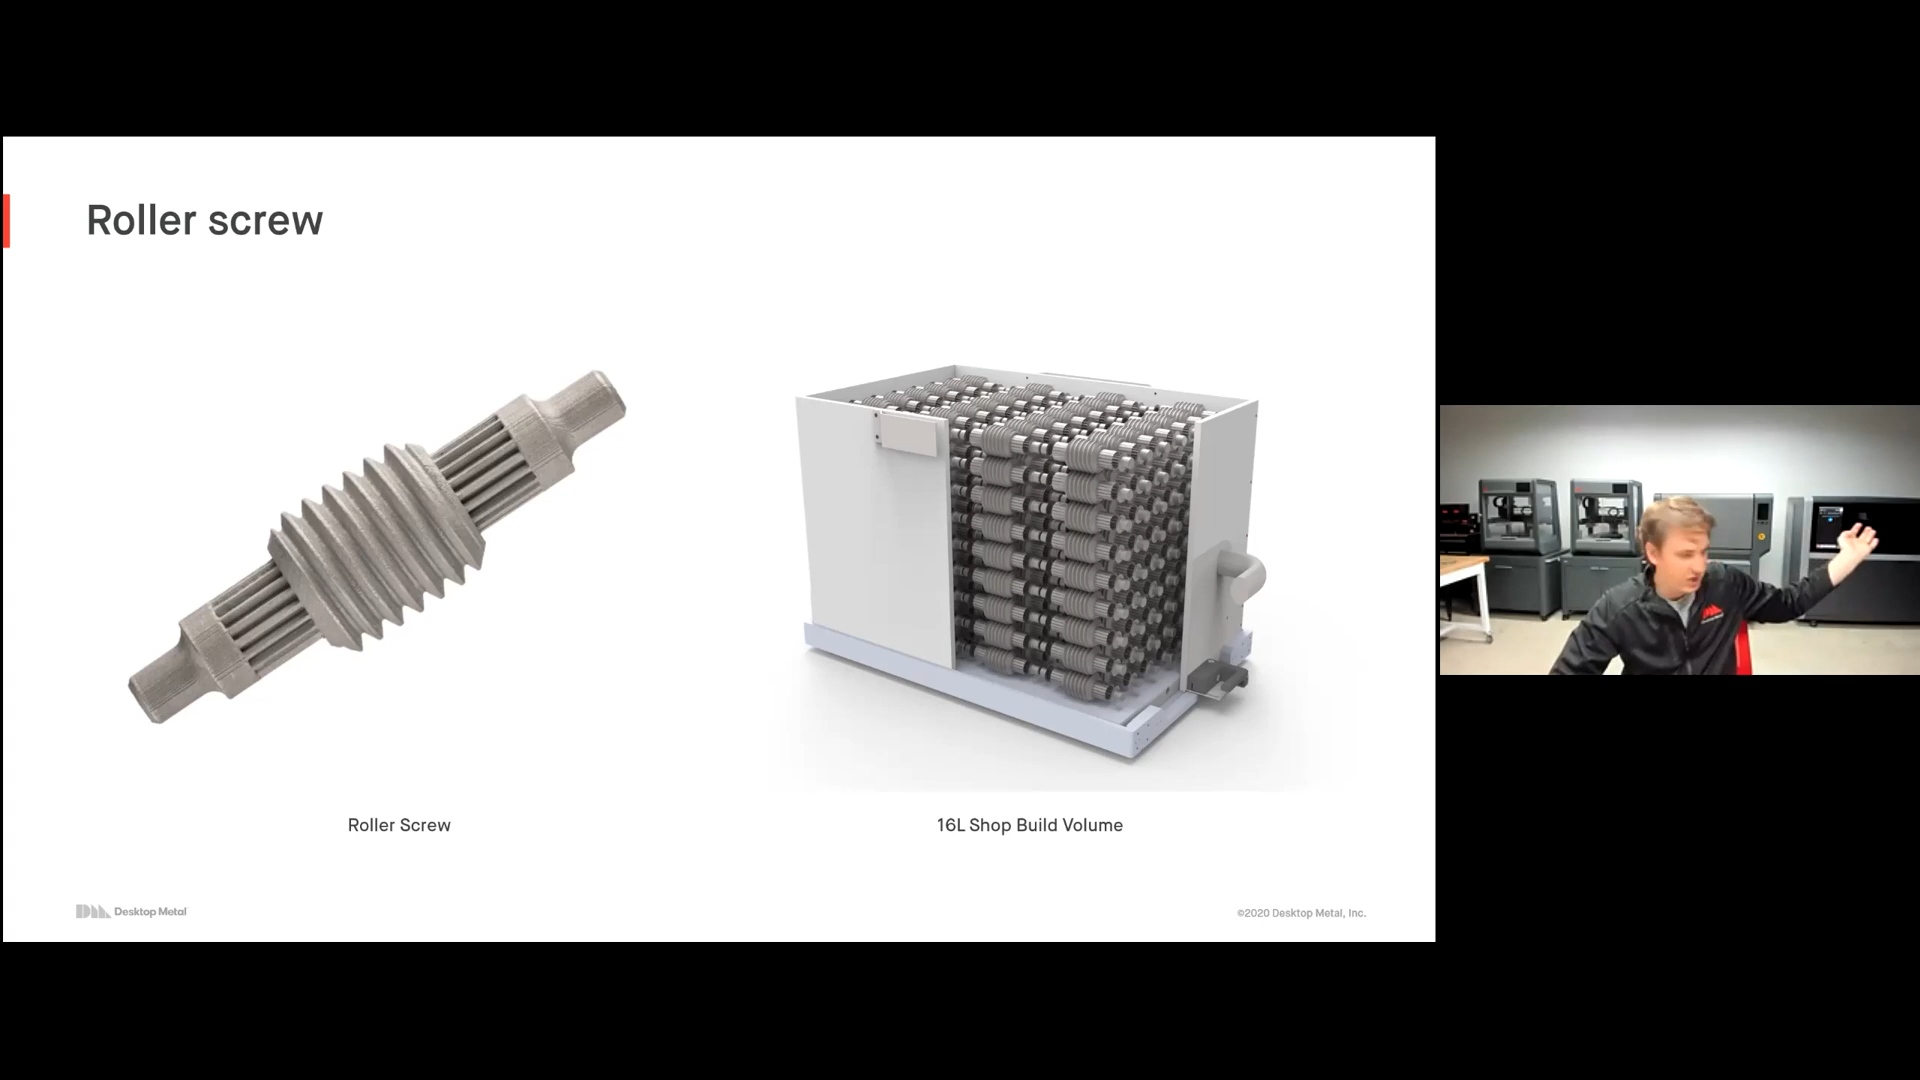 Roller screw
Roller Screw
16L Shop Build Volume
Desktop Metal
©2020 Desktop Metal, Inc.